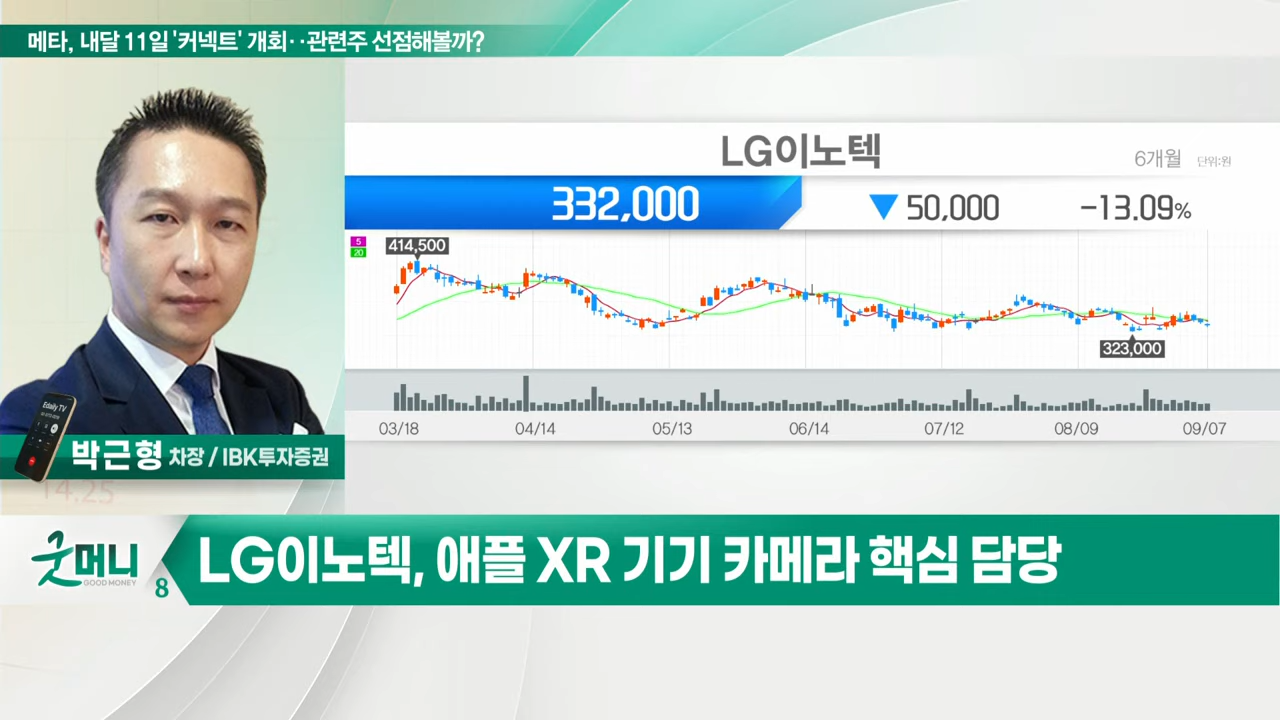 메타, 내달 11일 '커넥트' 개회‥관련주 선점해볼까?
LG이노텍
6개월 단위:원
332,000 ▼ 50,000 -13.09%
5
20
414,500
323,000
03/18 04/14 05/13 06/14 07/12 08/09 09/07
Edaily TV
박근형 차장 / IBK투자증권
14.25
굿머니
GOOD MONEY
8
LG이노텍, 애플 XR 기기 카메라 핵심 담당